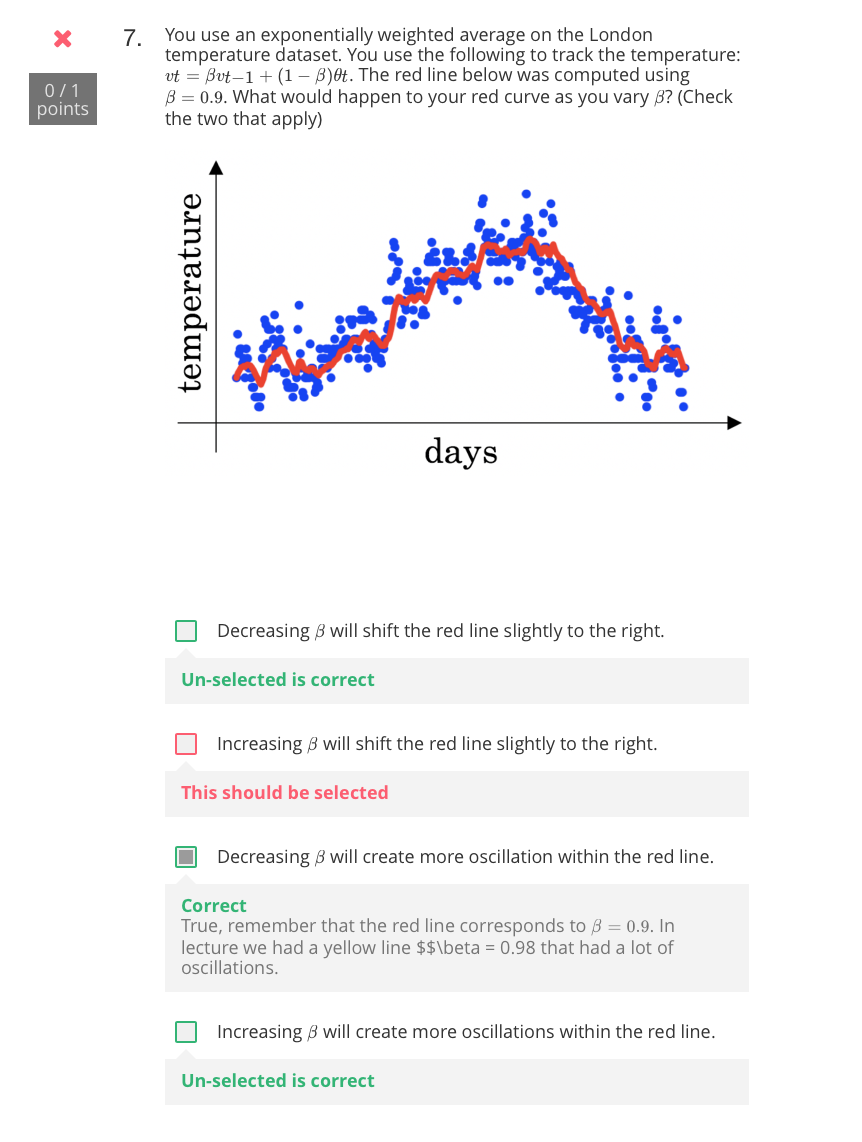 7. You use an exponentially weighted average on the London
temperature dataset. You use the following to track the temperature:
vt = βvt−1 + (1 − β)θt. The red line below was computed using
β = 0.9. What would happen to your red curve as you vary β? (Check
the two that apply)
0 / 1
points
temperature
days
Decreasing β will shift the red line slightly to the right.
Un-selected is correct
Increasing β will shift the red line slightly to the right.
This should be selected
Decreasing β will create more oscillation within the red line.
Correct
True, remember that the red line corresponds to β = 0.9. In
lecture we had a yellow line $$\beta = 0.98 that had a lot of
oscillations.
Increasing β will create more oscillations within the red line.
Un-selected is correct